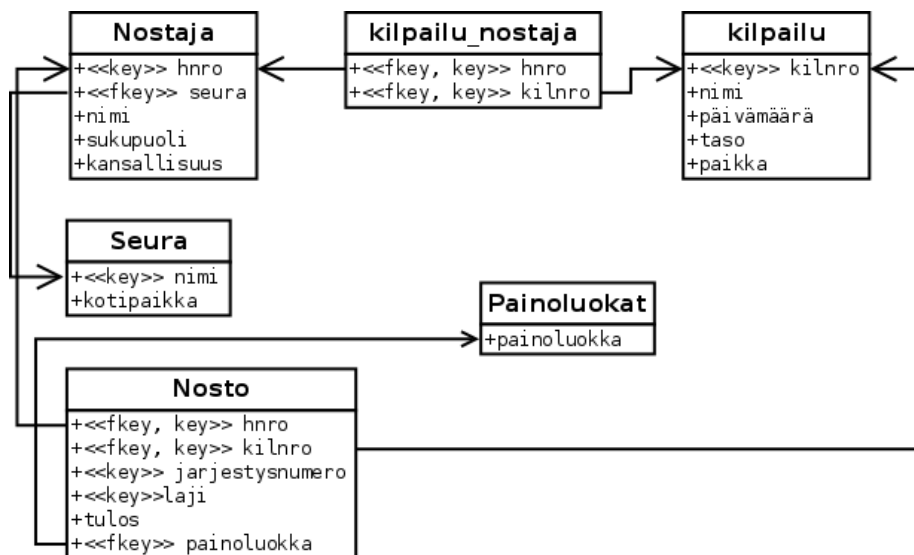 Nostaja
+<<key>> hnro
+<<fkey>> seura
+nimi
+sukupuoli
+kansallisuus
kilpailu_nostaja
+<<fkey, key>> hnro
+<<fkey, key>> kilnro
kilpailu
+<<key>> kilnro
+nimi
+päivämäärä
+taso
+paikka
Seura
+<<key>> nimi
+kotipaikka
Painoluokat
+painoluokka
Nosto
+<<fkey, key>> hnro
+<<fkey, key>> kilnro
+<<key>> jarjestysnumero
+<<key>>laji
+tulos
+<<fkey>> painoluokka